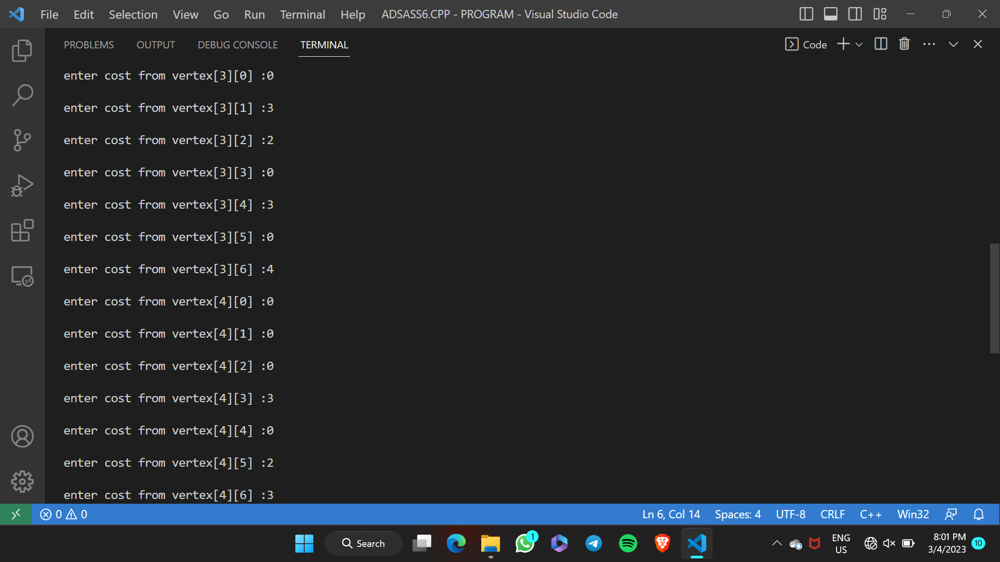 File Edit Selection View Go Run Terminal Help ADSASS6.CPP - PROGRAM - Visual Studio Code
PROBLEMS OUTPUT DEBUG CONSOLE TERMINAL Code
enter cost from vertex[3][0] :0
enter cost from vertex[3][1] :3
enter cost from vertex[3][2] :2
enter cost from vertex[3][3] :0
enter cost from vertex[3][4] :3
enter cost from vertex[3][5] :0
enter cost from vertex[3][6] :4
enter cost from vertex[4][0] :0
enter cost from vertex[4][1] :0
enter cost from vertex[4][2] :0
enter cost from vertex[4][3] :3
enter cost from vertex[4][4] :0
enter cost from vertex[4][5] :2
enter cost from vertex[4][6] :3
0 0 Ln 6, Col 14 Spaces: 4 UTF-8 CRLF C++ Win32
Search 1 ENG 8:01 PM 10
US 3/4/2023